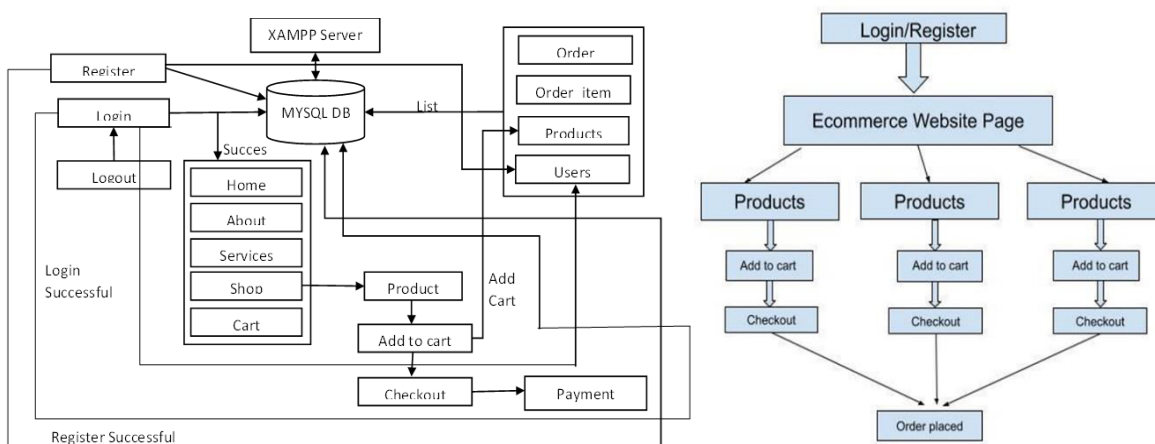 XAMPP Server
Register
Login
Logout
MYSQL DB
List
Order
Order item
Products
Users
Succes
Home
About
Services
Shop
Cart
Login
Successful
Product
Add to cart
Checkout
Payment
Add
Cart
Register Successful
Login/Register
Ecommerce Website Page
Products
Products
Products
Add to cart
Add to cart
Add to cart
Checkout
Checkout
Checkout
Order placed